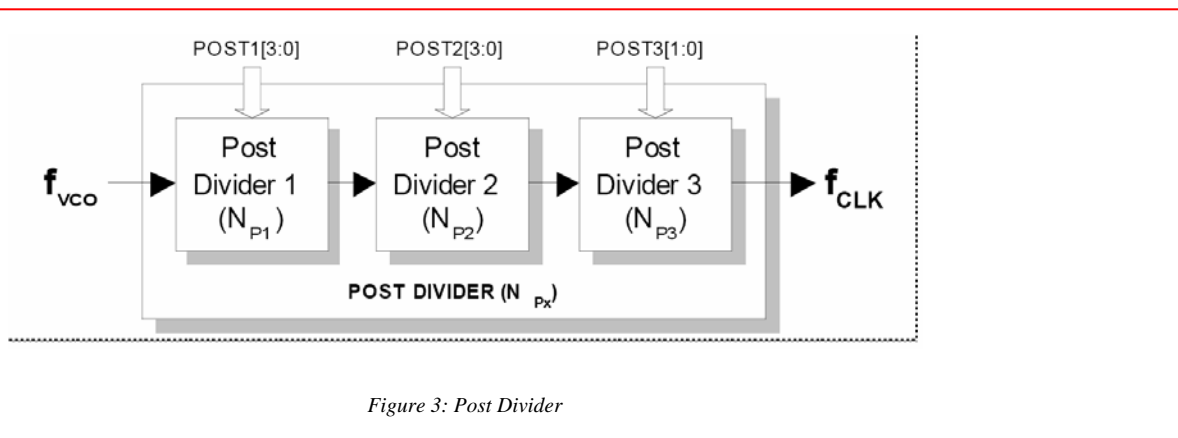 POST1[3:0] POST2[3:0] POST3[1:0]
Post Divider 1 (N P1)
Post Divider 2 (N P2)
Post Divider 3 (N P3)
f VCO
f CLK
POST DIVIDER (N Px)
Figure 3: Post Divider